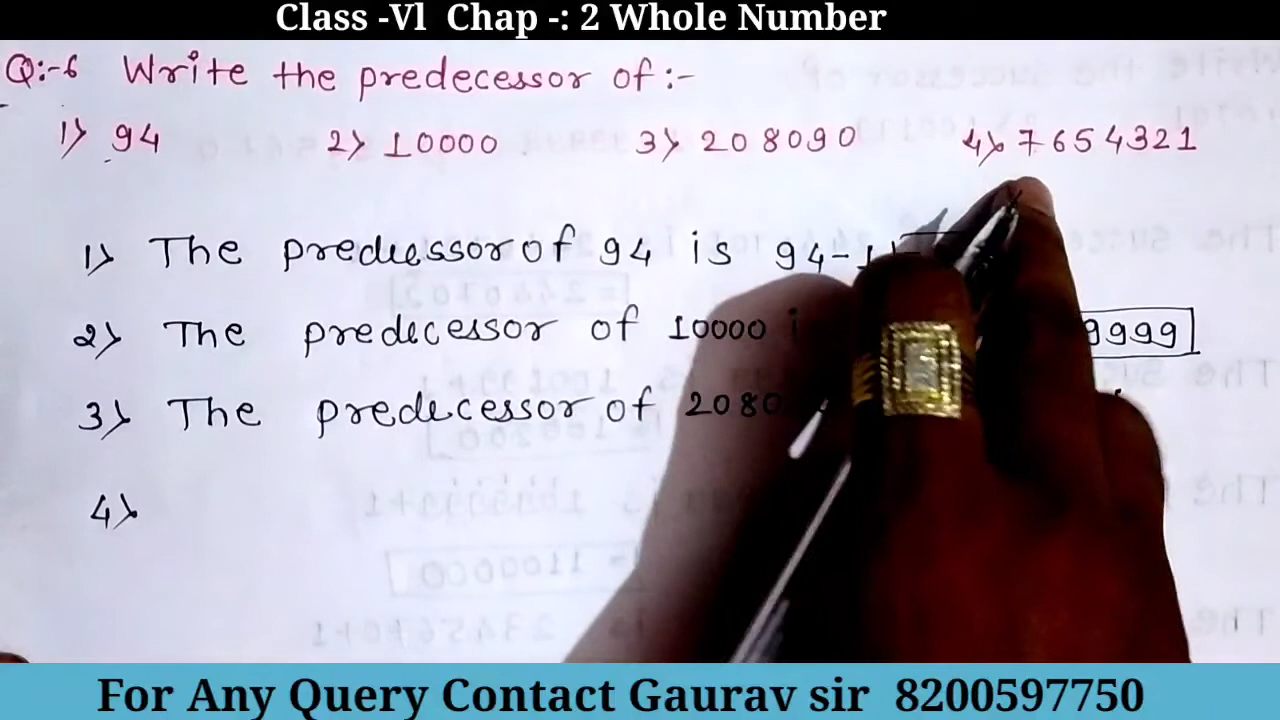 Class -Vl Chap -: 2 Whole Number
Q:-6 Write the predecessor of :-
1) 94 2) 10000 3) 208090 4) 7654321
1) The predessor of 94 is 94-1
2) The predecessor of 10000 9999
3) The predecessor of 2080
4)
For Any Query Contact Gaurav sir 8200597750